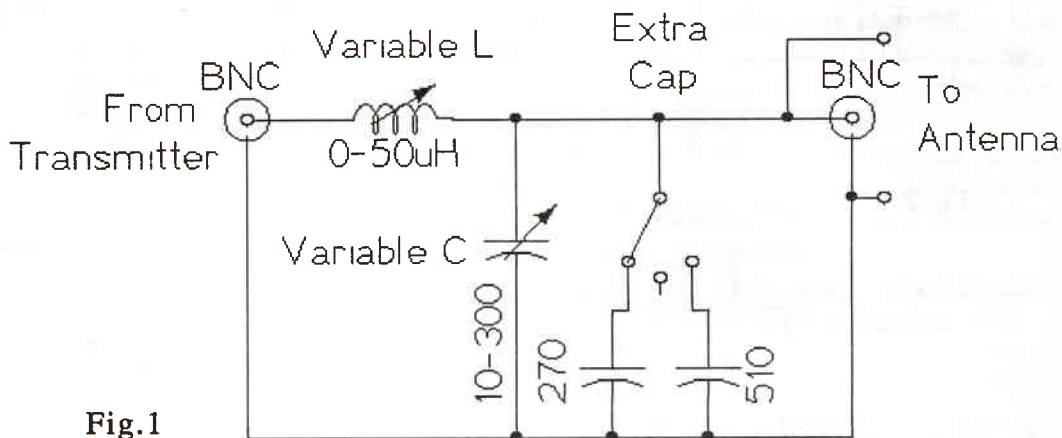 Variable L
Extra
Cap
BNC
BNC
From
Transmitter
To
Antenna
0-50uH
Variable C
10-300
270
510
Fig.1